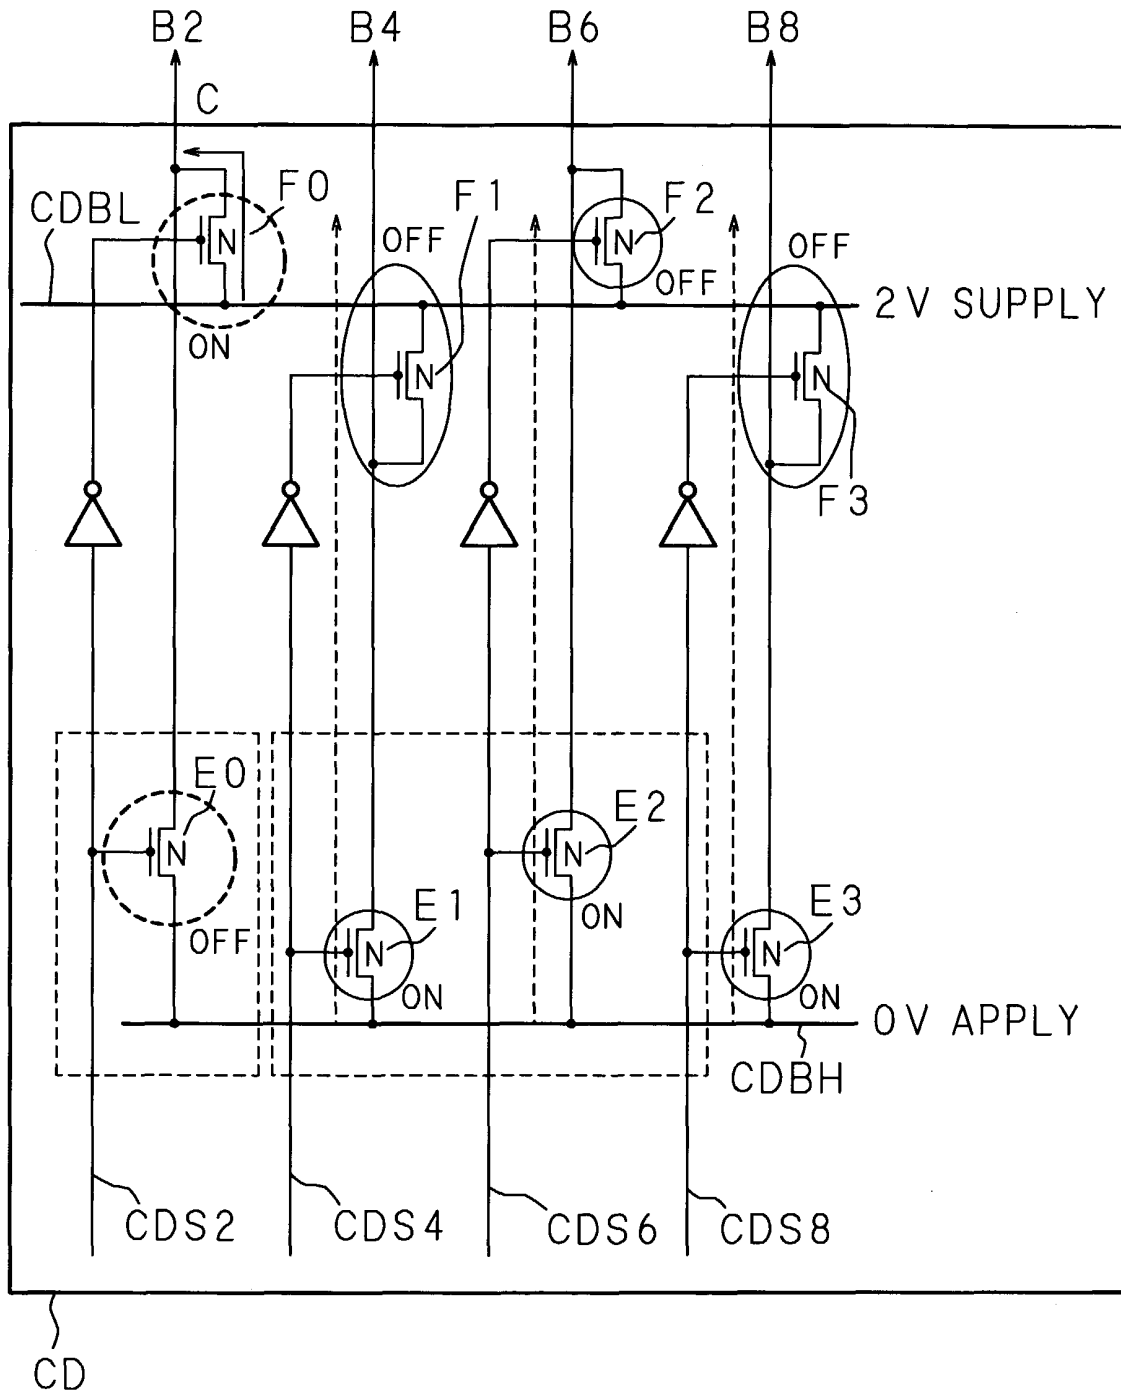 B2 B4 B6 B8
C
CDBL F0 F1 F2
N OFF N OFF
OFF
ON
2V SUPPLY
N N
F3
E0 E2
N N
OFF ON
E1 E3
N N
ON ON
0V APPLY
CDBH
CDS2 CDS4 CDS6 CDS8
CD